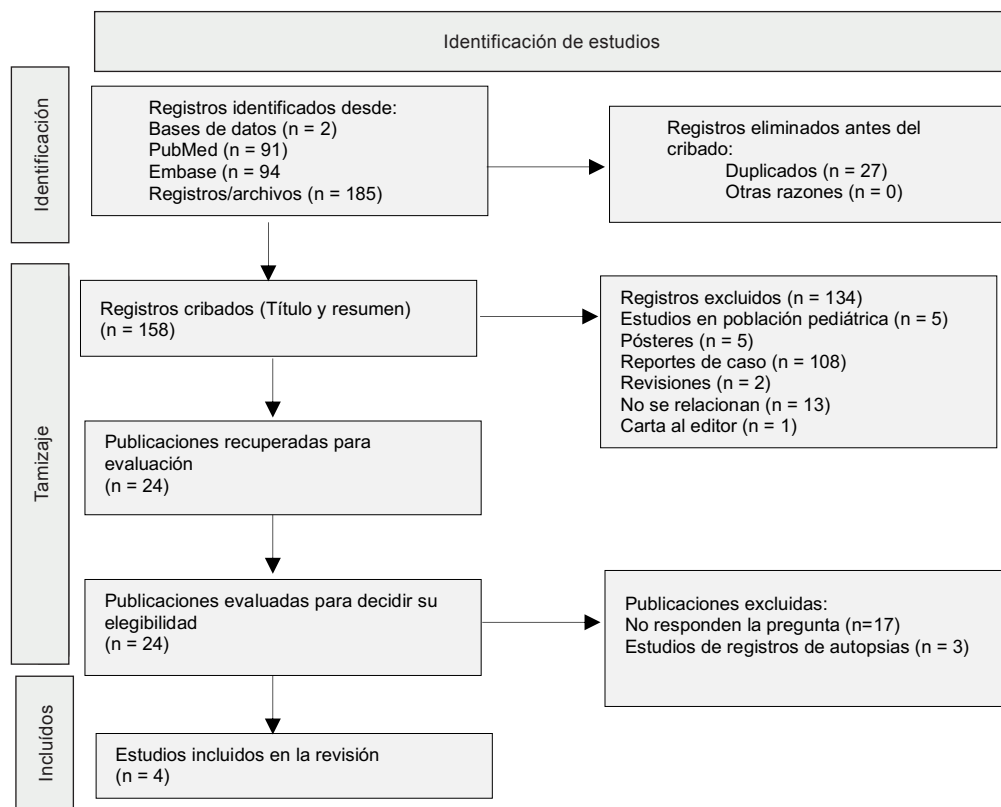 Identificación de estudios
Identificación
Registros identificados desde:
Bases de datos (n = 2)
PubMed (n = 91)
Embase (n = 94
Registros/archivos (n = 185)
Registros eliminados antes del
cribado:
Duplicados (n = 27)
Otras razones (n = 0)
Tamizaje
Registros cribados (Título y resumen)
(n = 158)
Registros excluidos (n = 134)
Estudios en población pediátrica (n = 5)
Pósteres (n = 5)
Reportes de caso (n = 108)
Revisiones (n = 2)
No se relacionan (n = 13)
Carta al editor (n = 1)
Publicaciones recuperadas para
evaluación
(n = 24)
Publicaciones evaluadas para decidir su
elegibilidad
(n = 24)
Publicaciones excluidas:
No responden la pregunta (n=17)
Estudios de registros de autopsias (n = 3)
Incluídos
Estudios incluidos en la revisión
(n = 4)